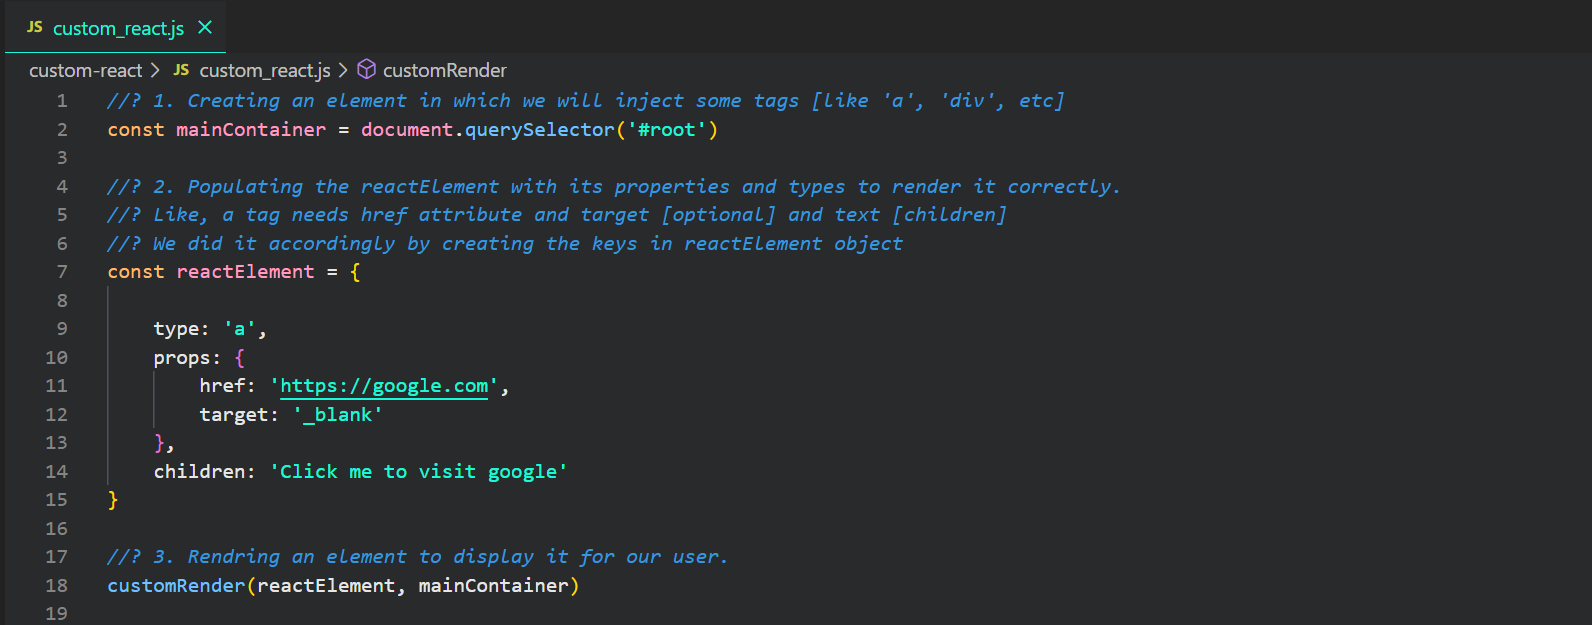 JS custom_react.js ×
custom-react > JS custom_react.js > customRender
1 //? 1. Creating an element in which we will inject some tags [like 'a', 'div', etc]
2 const mainContainer = document.querySelector('#root')
3
4 //? 2. Populating the reactElement with its properties and types to render it correctly.
5 //? Like, a tag needs href attribute and target [optional] and text [children]
6 //? We did it accordingly by creating the keys in reactElement object
7 const reactElement = {
8
9     type: 'a',
10     props: {
11         href: 'https://google.com',
12         target: '_blank'
13     },
14     children: 'Click me to visit google'
15 }
16
17 //? 3. Rendring an element to display it for our user.
18 customRender(reactElement, mainContainer)
19